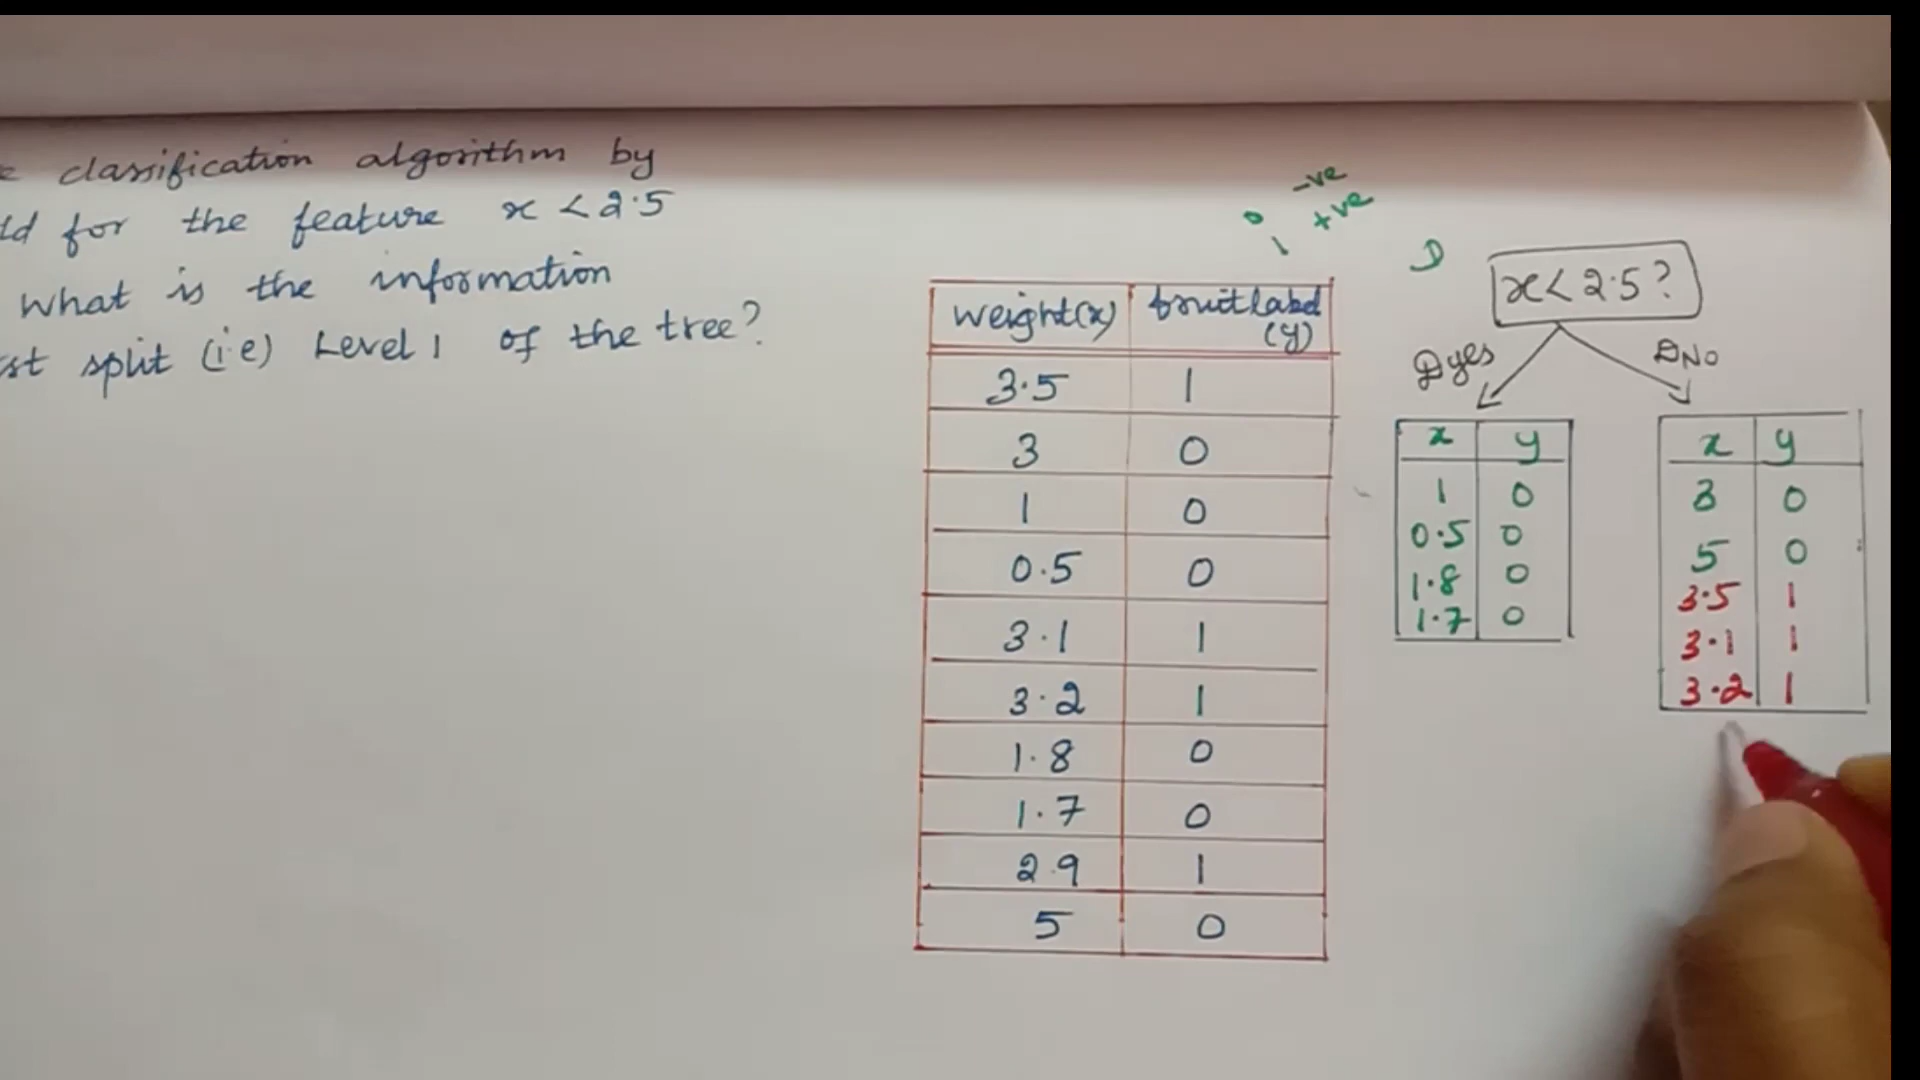 classification algorithm by
for the feature x < 2.5
What is the information
split (i.e) Level 1 of the tree?
0 -ve
1 +ve
weight(x) fruit label (y)
3.5 1
3 0
1 0
0.5 0
3.1 1
3.2 1
1.8 0
1.7 0
2.9 1
5 0
D
x < 2.5?
Dyes
DNo
x y
1 0
0.5 0
1.8 0
1.7 0
x y
3 0
5 0
3.5 1
3.1 1
3.2 1